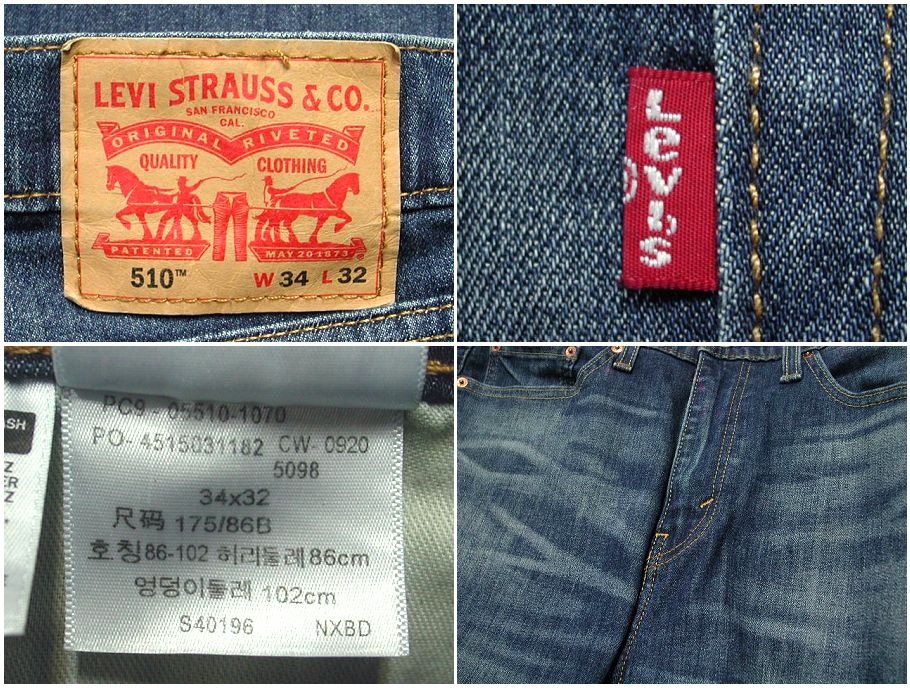 LEVI STRAUSS & CO.
SAN FRANCISCO
CAL.
ORIGINAL RIVETED
QUALITY CLOTHING
PATENTED MAY 20 1873
510™ W 34 L 32
Levi's
PC9 - 05510-1070
PO- 4515031182 CW- 0920
5098
34x32
尺码 175/86B
호칭86-102 허리둘레86cm
엉덩이둘레 102cm
S40196 NXBD